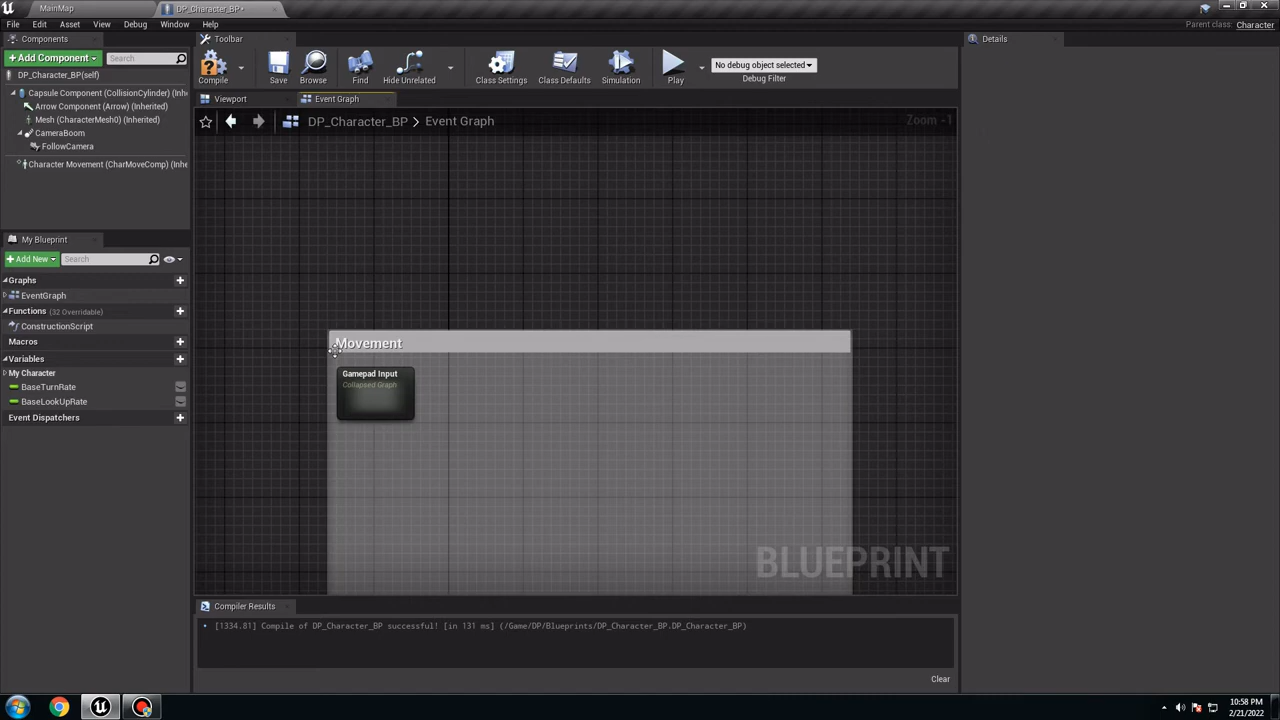 MainMap
DP_Character_BP*
File Edit Asset View Debug Window Help
Parent class: Character
Components
Toolbar
Details
+Add Component
Search
DP_Character_BP(self)
Capsule Component (CollisionCylinder) (Inhe
Arrow Component (Arrow) (Inherited)
Mesh (CharacterMesh0) (Inherited)
CameraBoom
FollowCamera
Character Movement (CharMoveComp) (Inhe
Compile
Save
Browse
Find
Hide Unrelated
Class Settings
Class Defaults
Simulation
Play
No debug object selected
Debug Filter
Viewport
Event Graph
DP_Character_BP > Event Graph
Zoom -1
My Blueprint
+Add New
Search
Graphs
EventGraph
Functions (32 Overridable)
ConstructionScript
Macros
Variables
My Character
BaseTurnRate
BaseLookUpRate
Event Dispatchers
Movement
Gamepad Input
Collapsed Graph
BLUEPRINT
Compiler Results
[1334.81] Compile of DP_Character_BP successful! [in 131 ms] (/Game/DP/Blueprints/DP_Character_BP.DP_Character_BP)
Clear
10:58 PM
2/21/2022